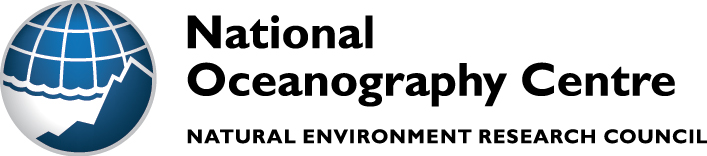 National
Oceanography Centre
NATURAL ENVIRONMENT RESEARCH COUNCIL